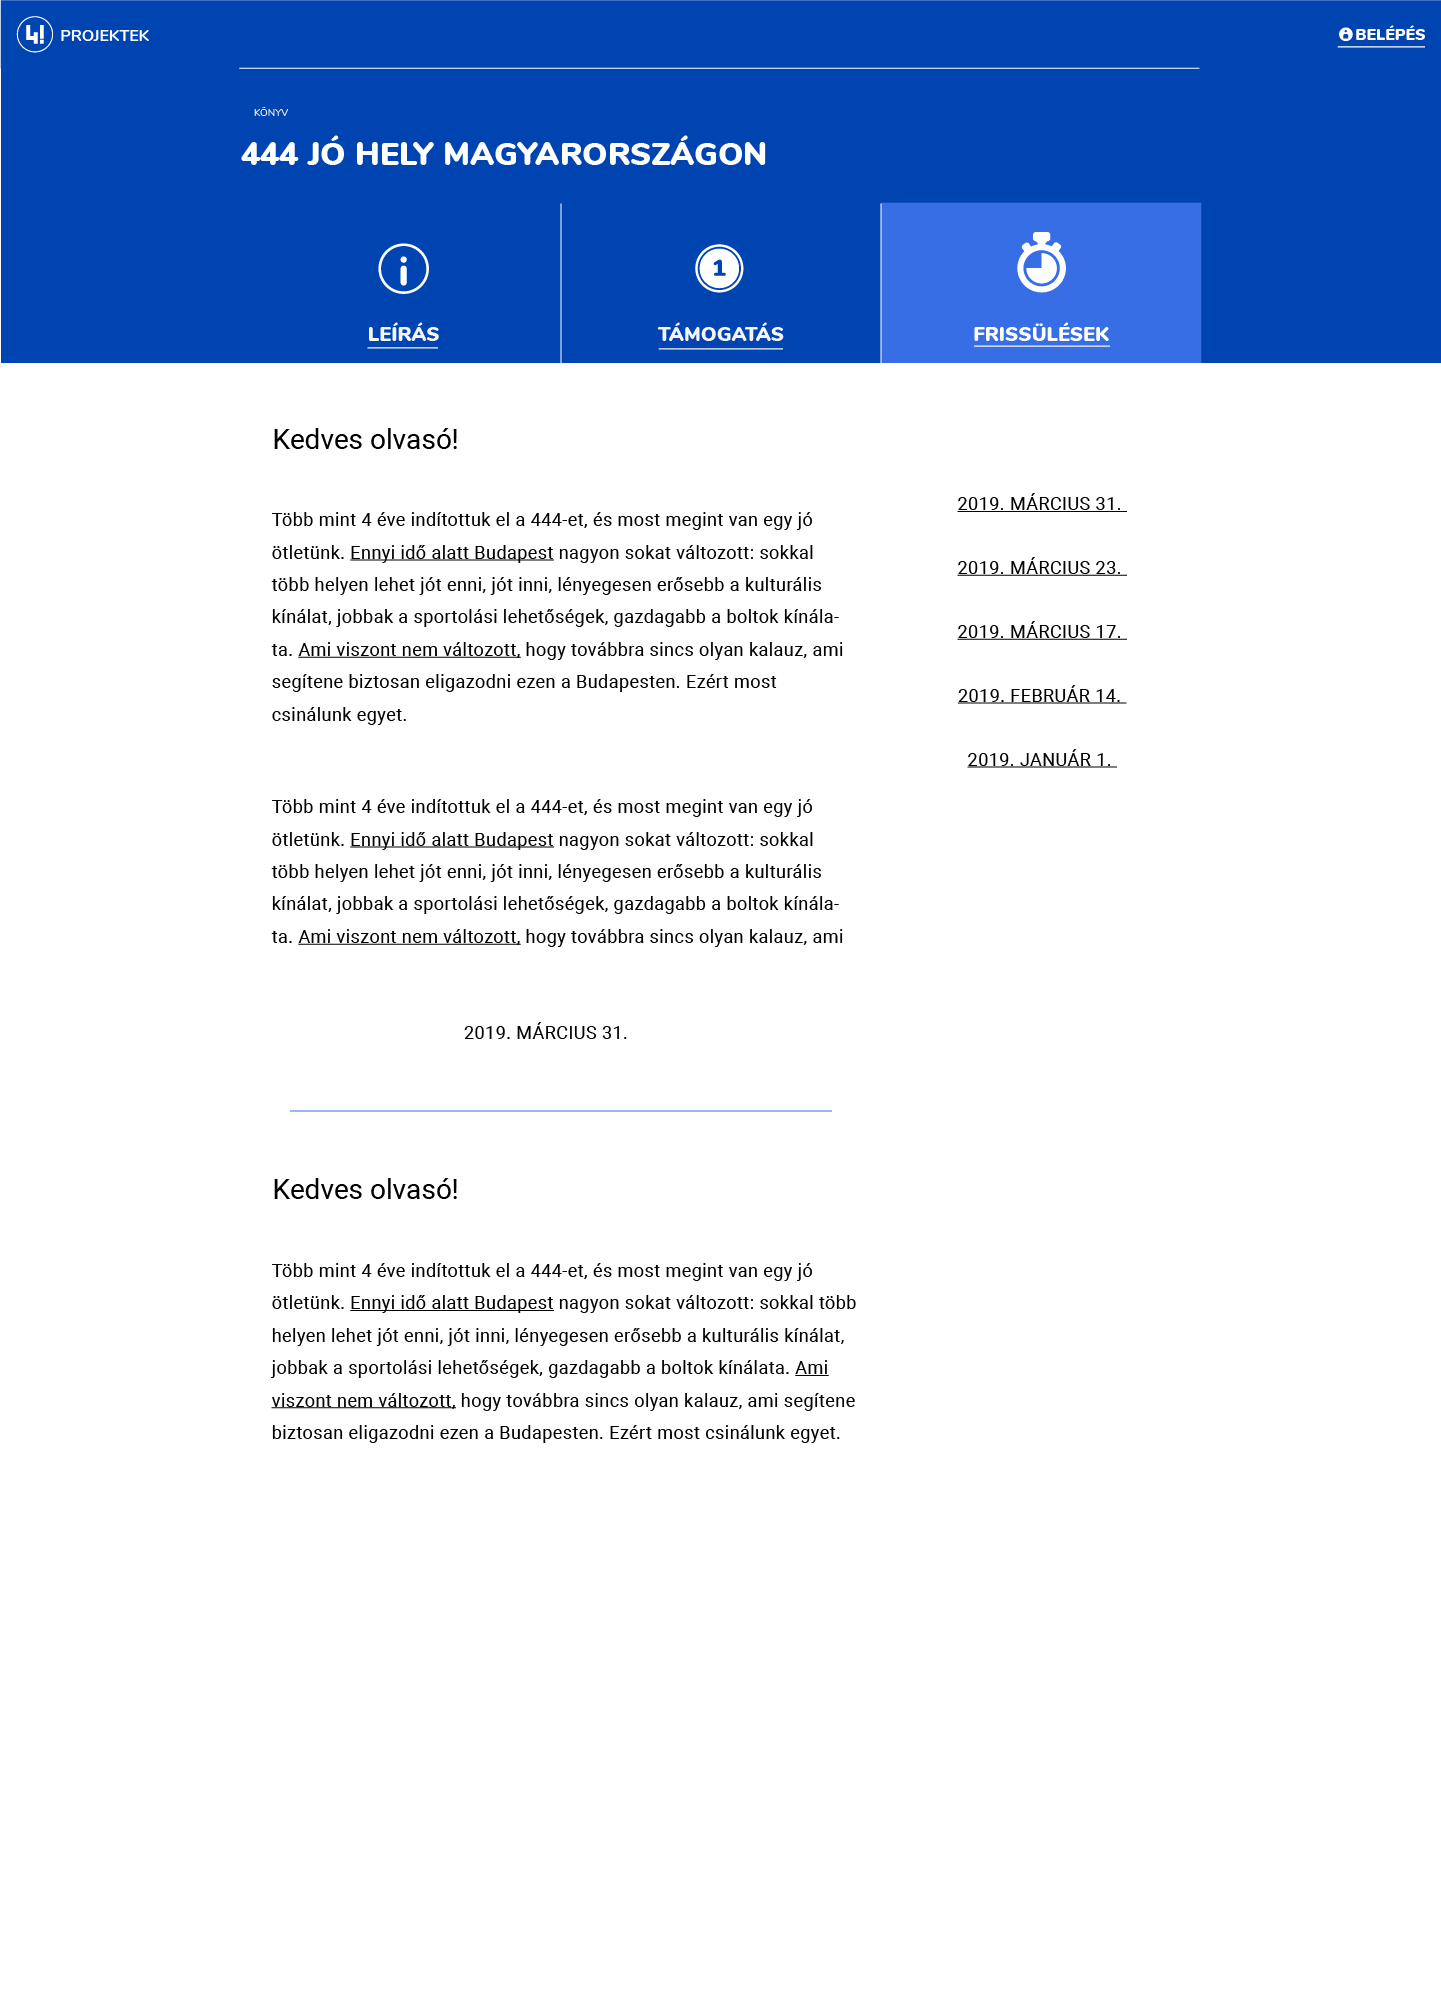 4! PROJEKTEK
BELÉPÉS
KÖNYV
444 JÓ HELY MAGYARORSZÁGON
LEÍRÁS
1
TÁMOGATÁS
FRISSÜLÉSEK
Kedves olvasó!
Több mint 4 éve indítottuk el a 444-et, és most megint van egy jó
ötletünk. Ennyi idő alatt Budapest nagyon sokat változott: sokkal
több helyen lehet jót enni, jót inni, lényegesen erősebb a kulturális
kínálat, jobbak a sportolási lehetőségek, gazdagabb a boltok kínála-
ta. Ami viszont nem változott, hogy továbbra sincs olyan kalauz, ami
segítene biztosan eligazodni ezen a Budapesten. Ezért most
csinálunk egyet.
Több mint 4 éve indítottuk el a 444-et, és most megint van egy jó
ötletünk. Ennyi idő alatt Budapest nagyon sokat változott: sokkal
több helyen lehet jót enni, jót inni, lényegesen erősebb a kulturális
kínálat, jobbak a sportolási lehetőségek, gazdagabb a boltok kínála-
ta. Ami viszont nem változott, hogy továbbra sincs olyan kalauz, ami
2019. MÁRCIUS 31.
Kedves olvasó!
Több mint 4 éve indítottuk el a 444-et, és most megint van egy jó
ötletünk. Ennyi idő alatt Budapest nagyon sokat változott: sokkal több
helyen lehet jót enni, jót inni, lényegesen erősebb a kulturális kínálat,
jobbak a sportolási lehetőségek, gazdagabb a boltok kínálata. Ami
viszont nem változott, hogy továbbra sincs olyan kalauz, ami segítene
biztosan eligazodni ezen a Budapesten. Ezért most csinálunk egyet.
2019. MÁRCIUS 31.
2019. MÁRCIUS 23.
2019. MÁRCIUS 17.
2019. FEBRUÁR 14.
2019. JANUÁR 1.